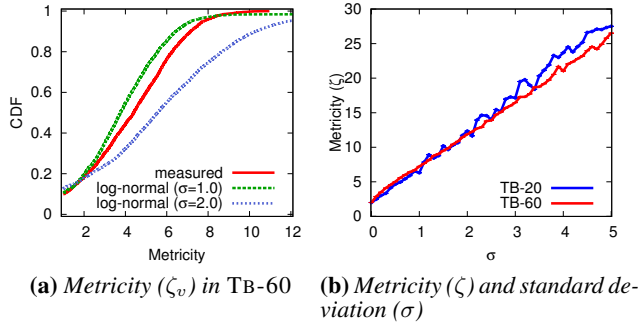 1
0.8
0.6
0.4
0.2
0
CDF
2 4 6 8 10 12
Metricity
measured
log-normal (σ=1.0)
log-normal (σ=2.0)
30
25
20
15
10
5
0
Metricity (ζ)
0 1 2 3 4 5
σ
TB-20
TB-60
(a) Metricity (ζv) in TB-60
(b) Metricity (ζ) and standard de-
viation (σ)